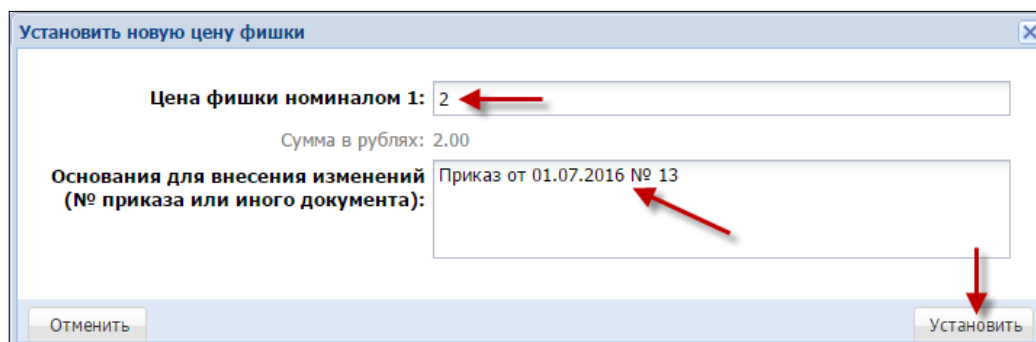 Установить новую цену фишки
Цена фишки номиналом 1: 2
Сумма в рублях: 2.00
Основания для внесения изменений
(№ приказа или иного документа):
Приказ от 01.07.2016 № 13
Отменить
Установить